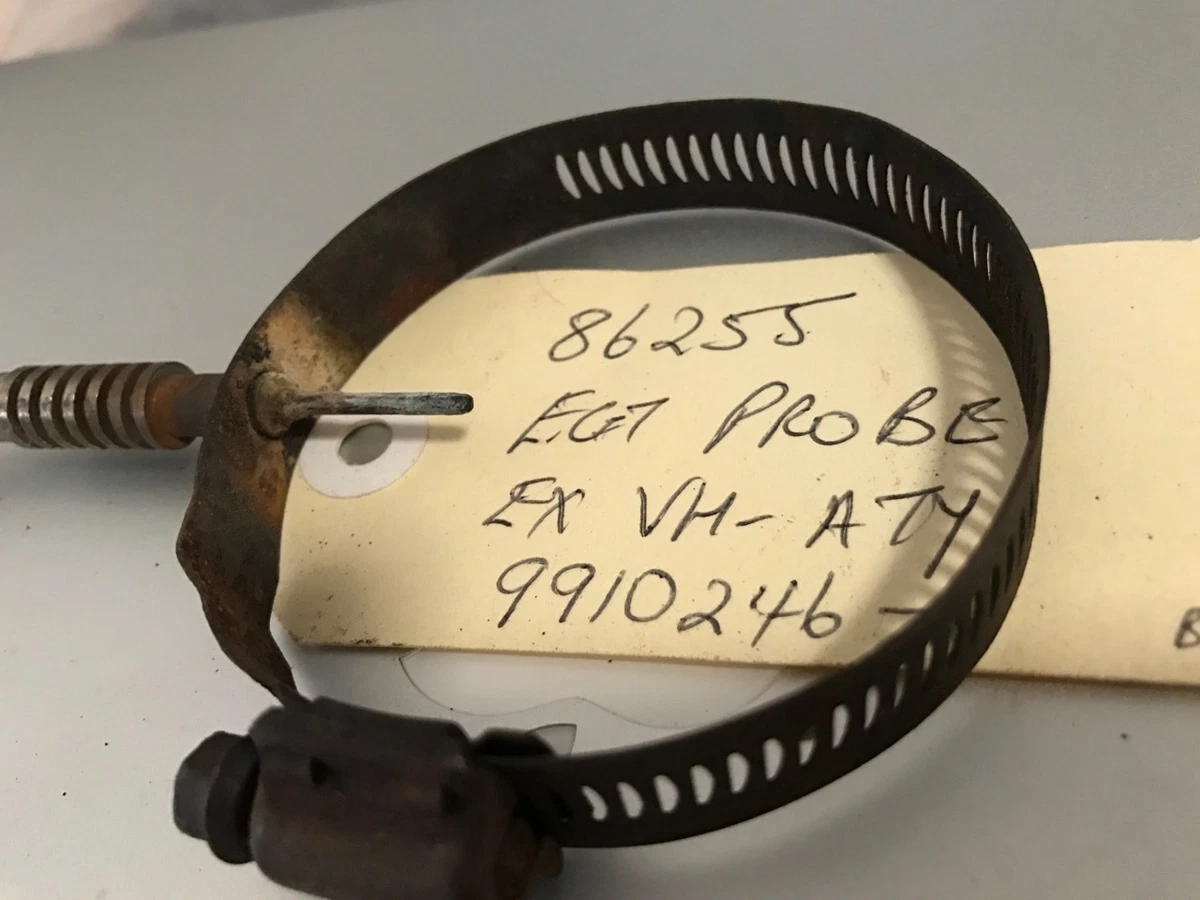 86255
EGT PROBE
EX VH-ATY
9910246-
B